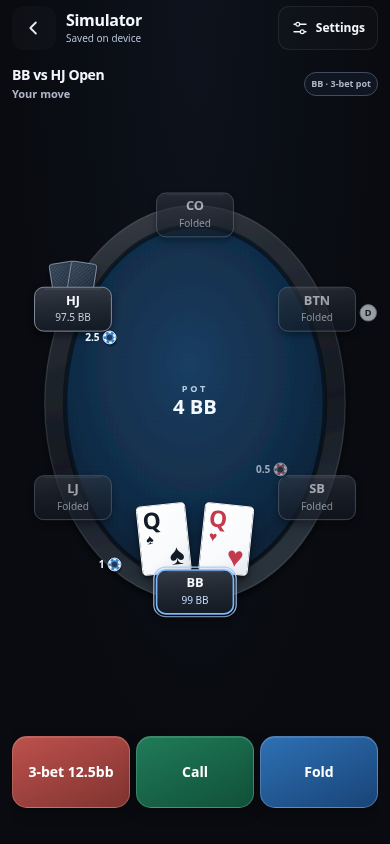 Simulator
Saved on device
Settings
BB vs HJ Open
Your move
BB · 3-bet pot
CO
Folded
HJ
97.5 BB
BTN
Folded
D
2.5
POT
4 BB
0.5
LJ
Folded
SB
Folded
Q
Q
1
BB
99 BB
3-bet 12.5bb
Call
Fold